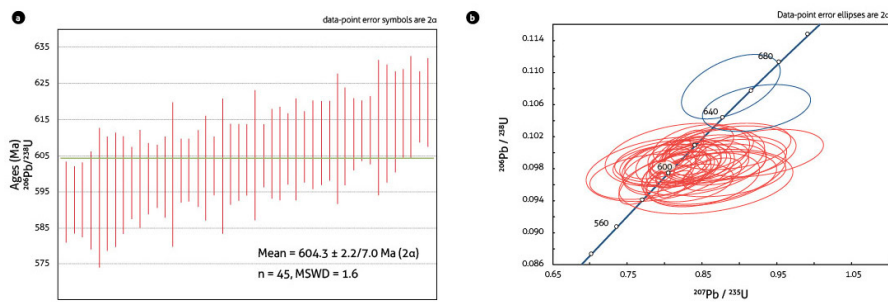 a
data-point error symbols are 2α
635
625
615
605
595
585
575
Ages (Ma)
206Pb/238U
Mean = 604.3 ± 2.2/7.0 Ma (2α)
n = 45, MSWD = 1.6
b
Data-point error ellipses are 2α
0.114
0.110
0.106
0.102
0.098
0.094
0.090
0.086
206Pb / 238U
680
640
600
560
0.65
0.75
0.85
0.95
1.05
207Pb / 235U